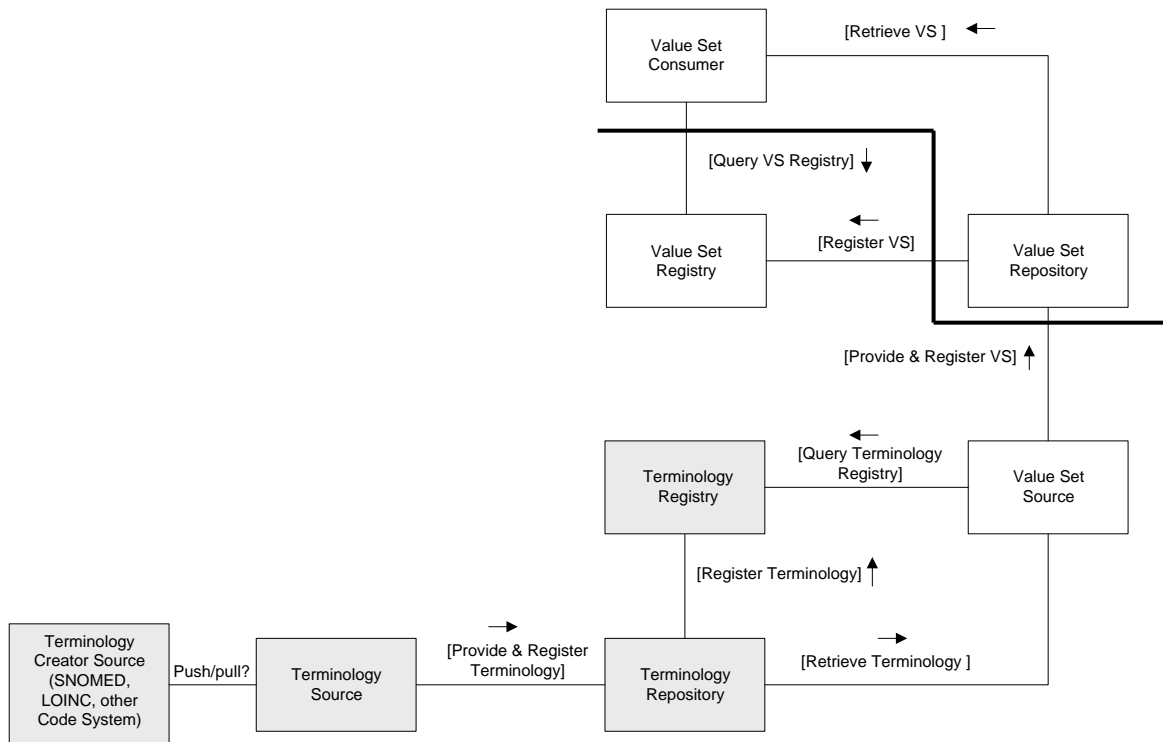 Value Set
Consumer
[Retrieve VS ]
[Query VS Registry]
Value Set
Registry
[Register VS]
Value Set
Repository
[Provide & Register VS]
Terminology
Registry
[Query Terminology
Registry]
Value Set
Source
[Register Terminology]
Terminology
Creator Source
(SNOMED,
LOINC, other
Code System)
Push/pull?
Terminology
Source
[Provide & Register
Terminology]
Terminology
Repository
[Retrieve Terminology ]